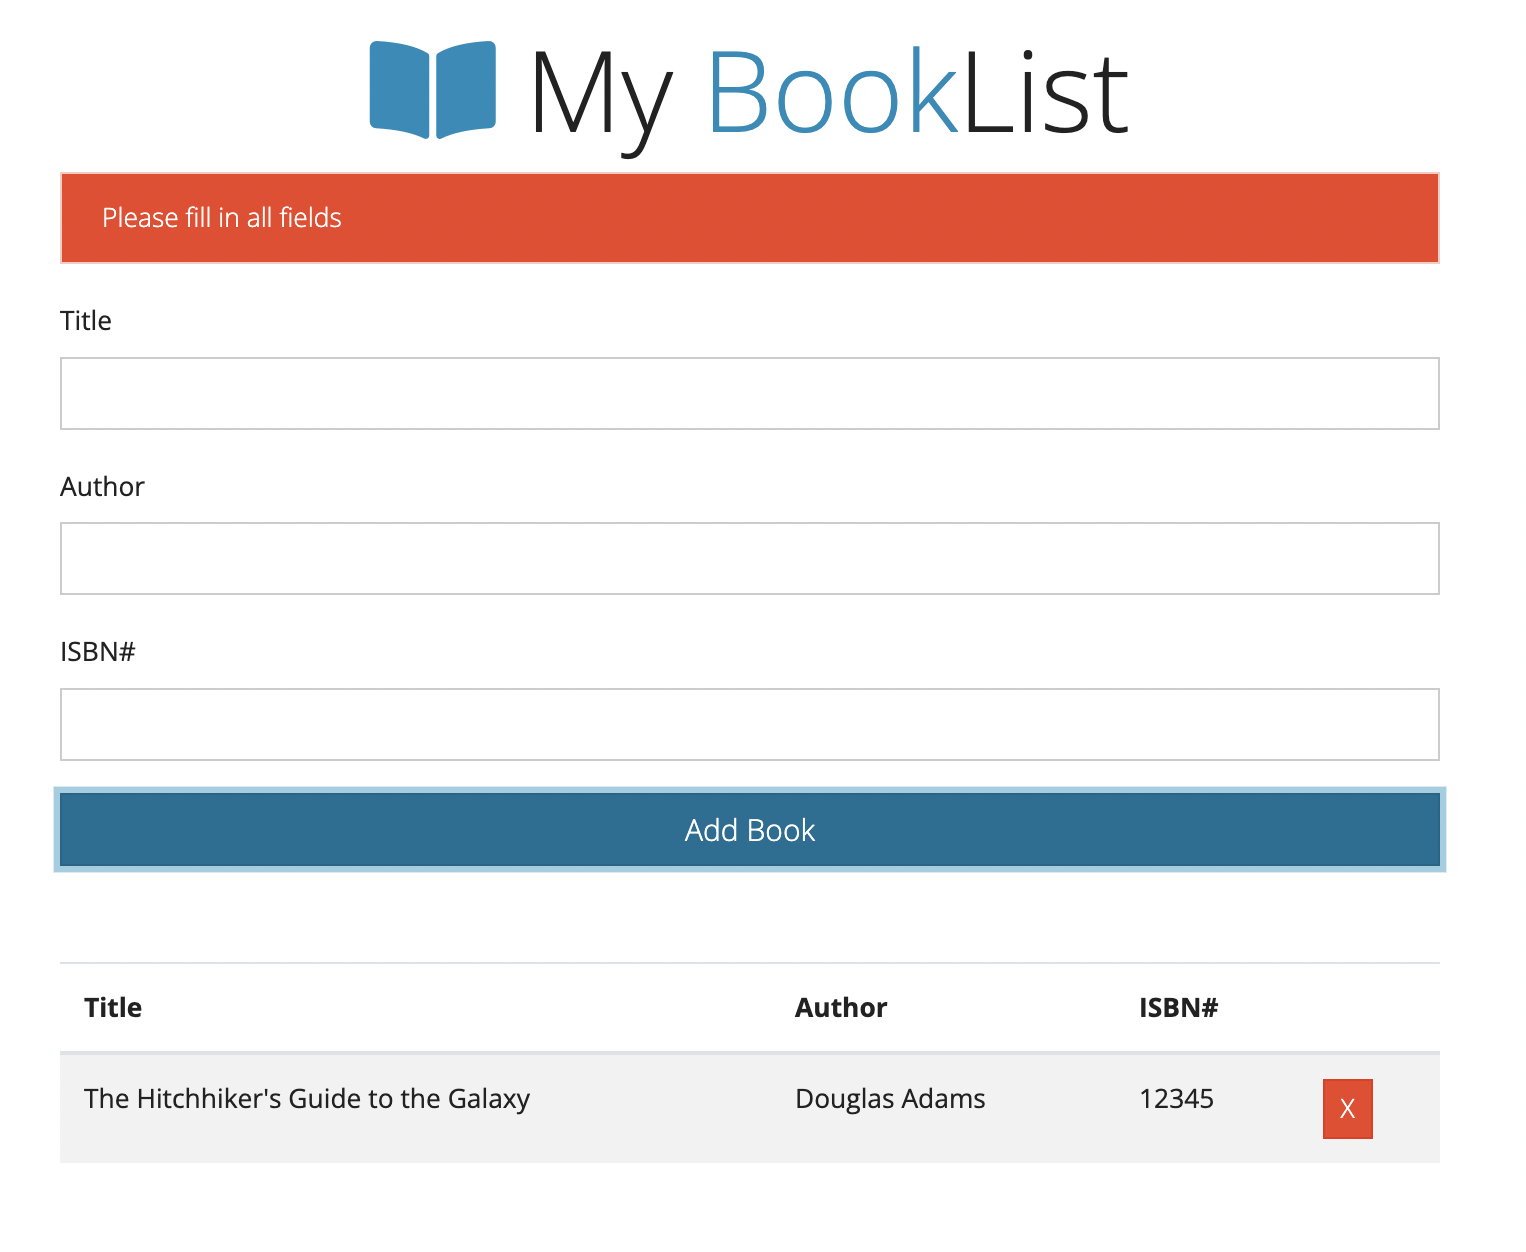 My BookList
Please fill in all fields
Title
Author
ISBN#
Add Book
Title Author ISBN#
The Hitchhiker's Guide to the Galaxy Douglas Adams 12345 X